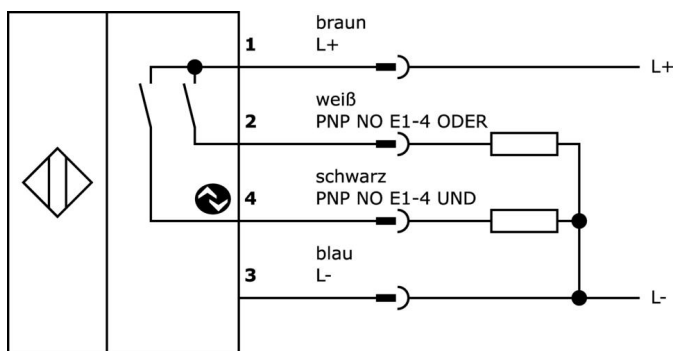 braun
1 L+
L+
weiß
2 PNP NO E1-4 ODER
schwarz
4 PNP NO E1-4 UND
blau
3 L-
L-